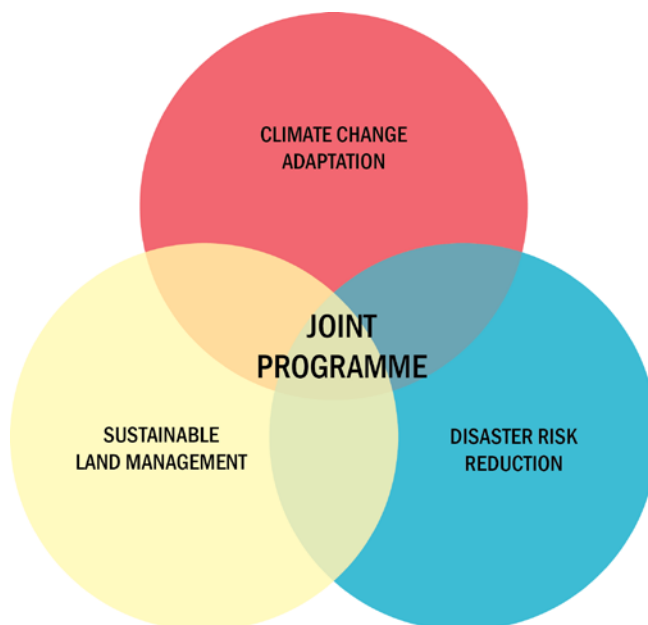 CLIMATE CHANGE
ADAPTATION
JOINT
PROGRAMME
SUSTAINABLE
LAND MANAGEMENT
DISASTER RISK
REDUCTION